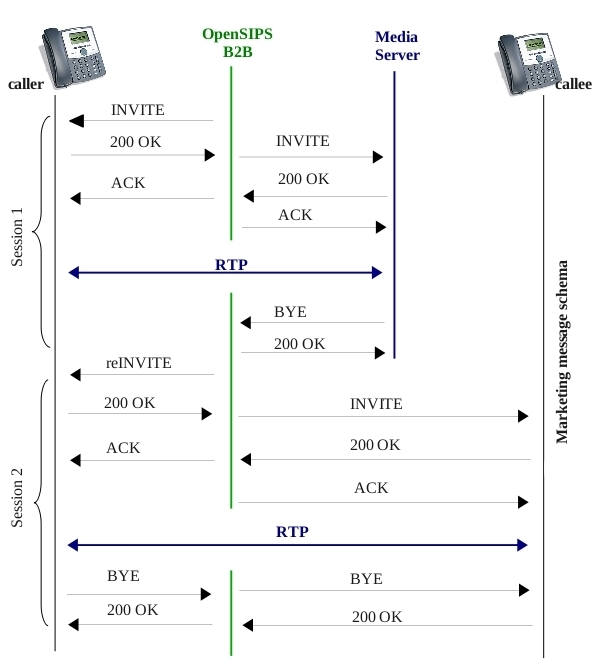 OpenSIPS
B2B
Media
Server
caller
callee
INVITE
200 OK
INVITE
ACK
200 OK
ACK
Session 1
RTP
BYE
200 OK
reINVITE
200 OK
INVITE
ACK
200 OK
ACK
Session 2
RTP
BYE
BYE
200 OK
200 OK
Marketing message schema